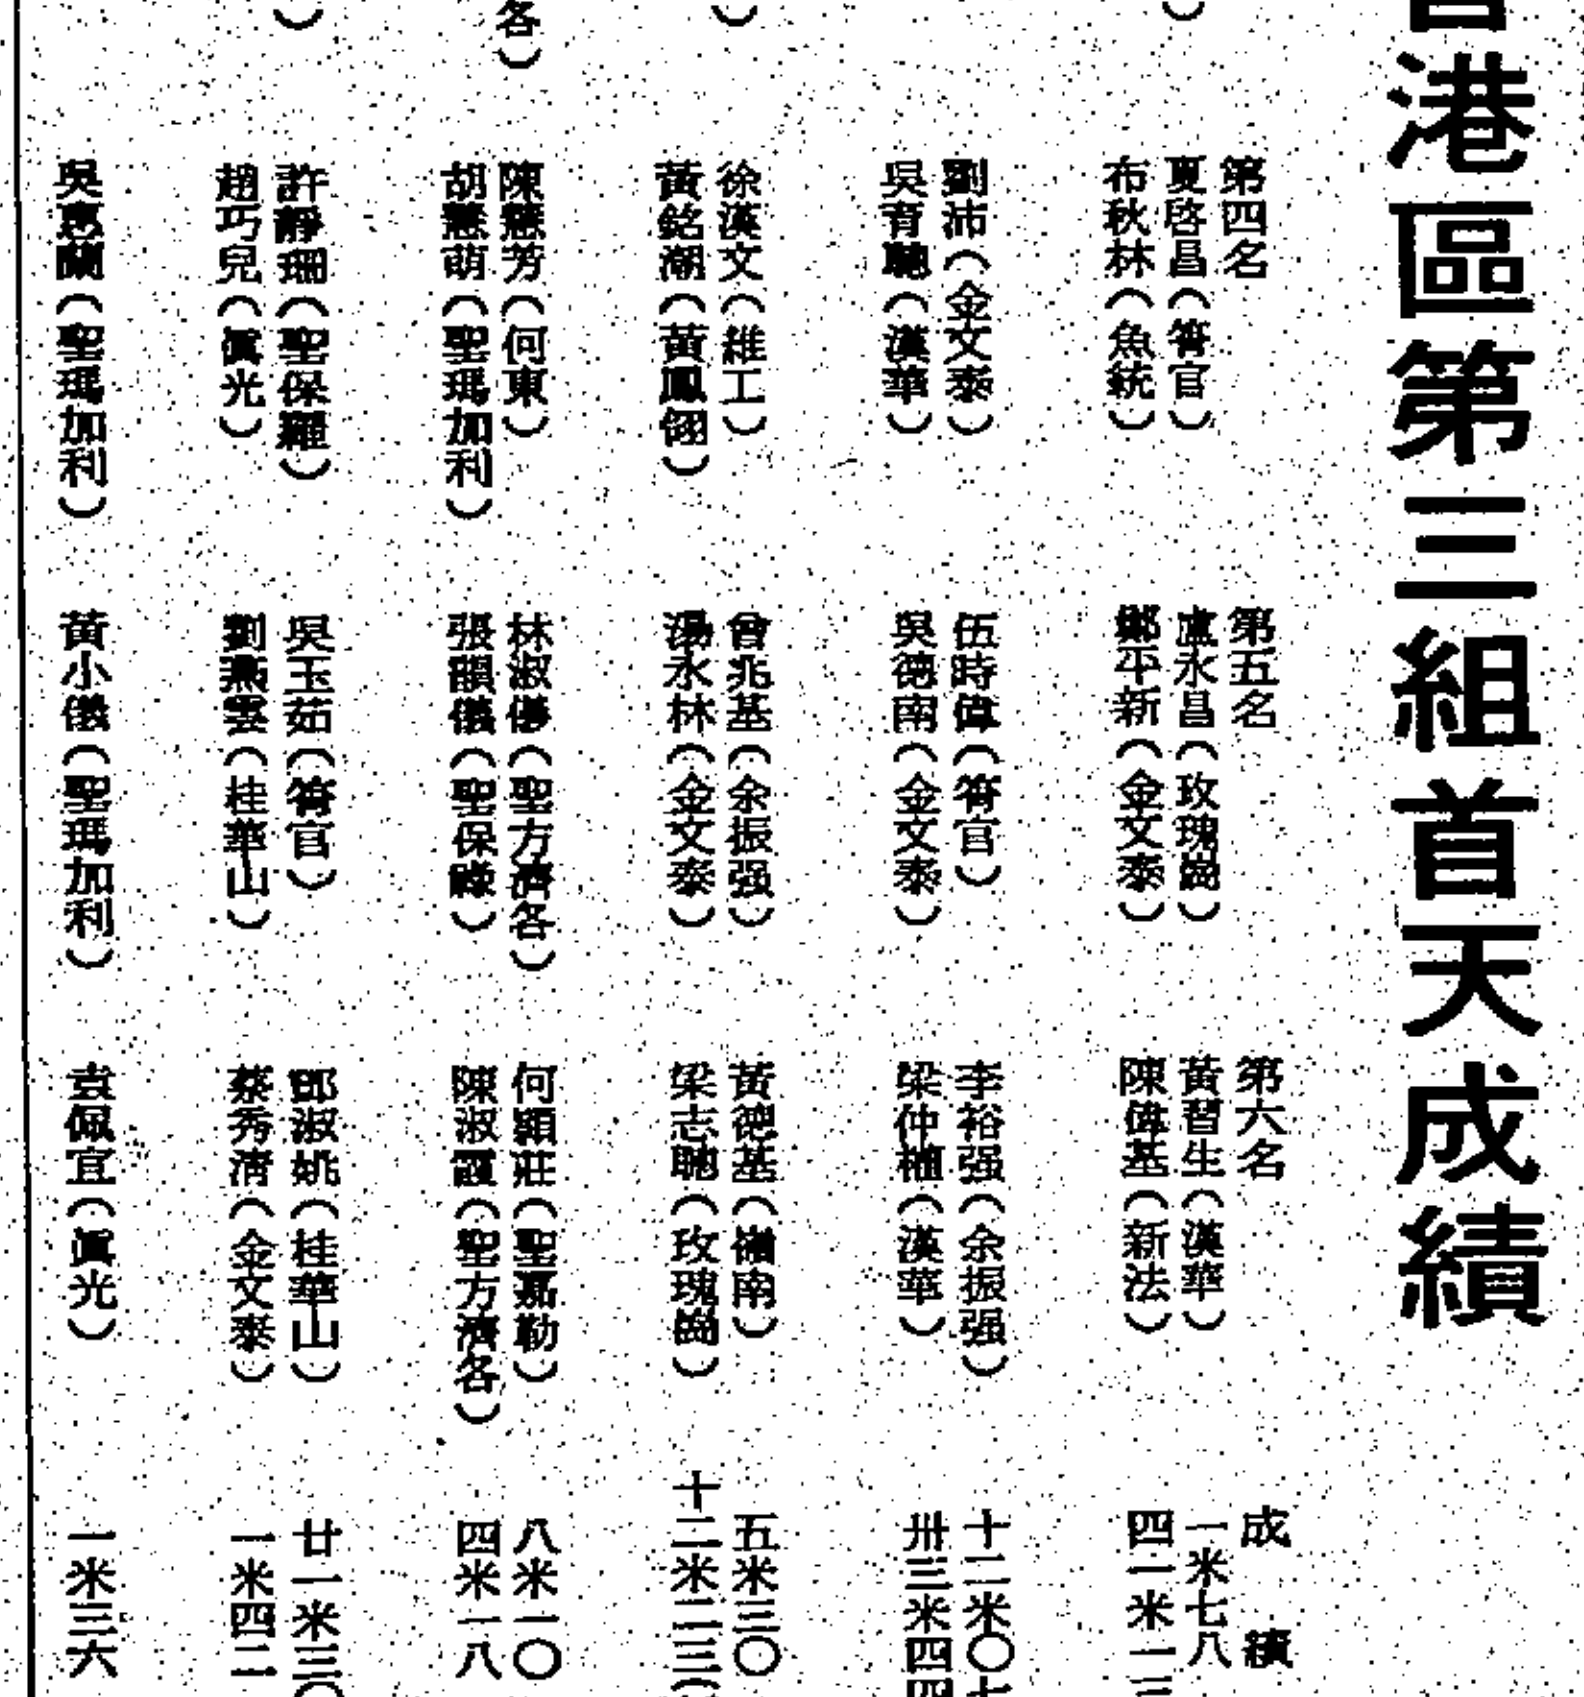 港區第三組首天成績
第四名 第五名 第六名 成績
夏啓昌(筲官) 盧永昌(玫瑰崗) 黃習生(漢華) 一米七八
布秋林(魚統) 鄭平新(金文泰) 陳偉基(新法) 四一米一三
劉沛(金文泰) 伍時偉(筲官) 李裕强(余振强) 十二米〇七
吳育聰(漢華) 吳德南(金文泰) 梁仲植(漢華) 卅三米四四
徐漢文(維工) 曾兆基(余振强) 黃德基(嶺南) 五米三〇
黃銘潮(黃鳳翎) 湯永林(金文泰) 梁志聰(玫瑰崗) 十二米二三
各)
陳慧芳(何東) 林淑儀(聖方濟各) 何穎莊(聖嘉勒) 八米一〇
胡慧萌(聖瑪加利) 張韻儀(聖保祿) 陳淑霞(聖方濟各) 四米一八
許靜珊(聖保羅) 吳玉茹(筲官) 鄧淑姚(桂華山) 廿一米三〇
趙巧兒(眞光) 劉燕雲(桂華山) 蔡秀清(金文泰) 一米四二
吳惠蘭(聖瑪加利) 黃小儀(聖瑪加利) 袁佩宜(眞光) 一米三六